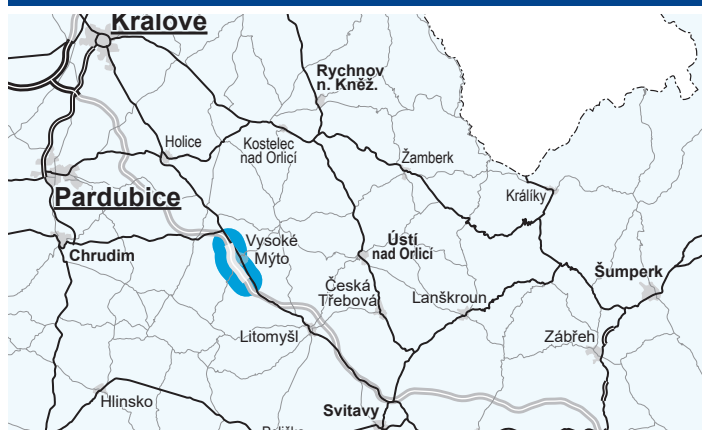 Králové
Rychnov
n. Kněž.
Holice
Kostelec
nad Orlicí
Žamberk
Králíky
Pardubice
Chrudim
Vysoké
Mýto
Ústí
nad Orlicí
Šumperk
Česká
Třebová
Lanškroun
Litomyšl
Zábřeh
Hlinsko
Svitavy